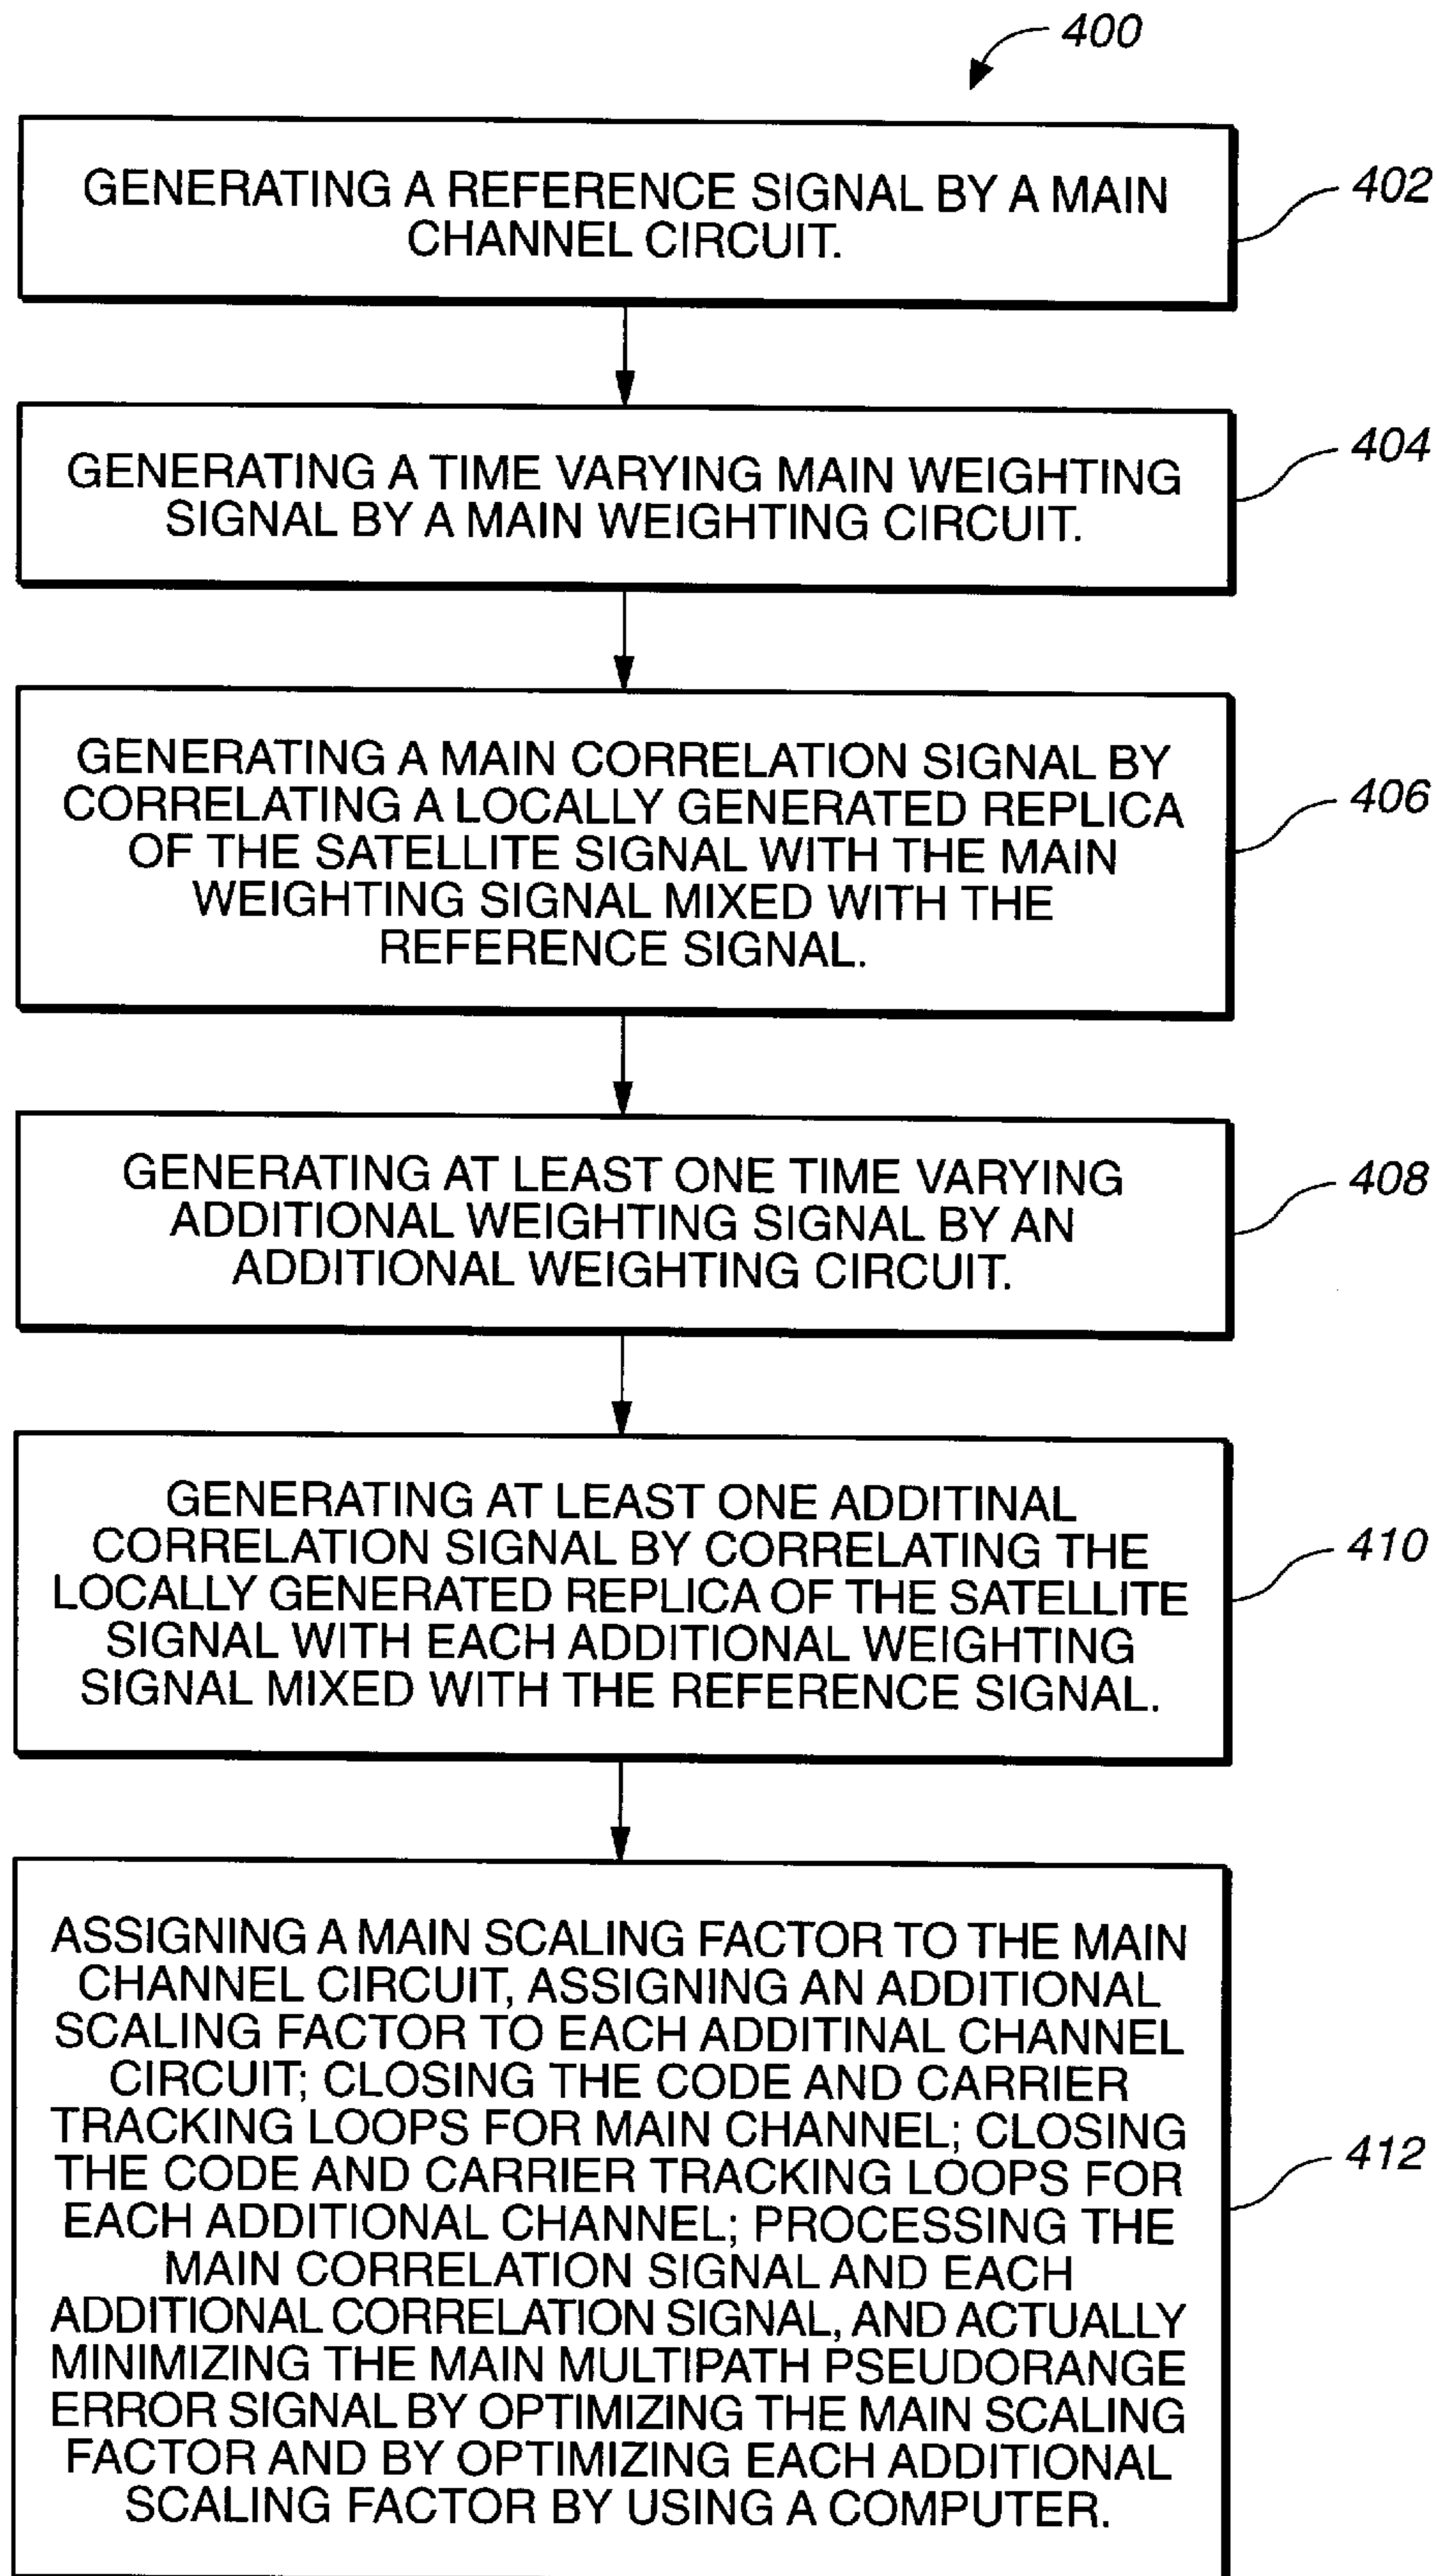 400
GENERATING A REFERENCE SIGNAL BY A MAIN
CHANNEL CIRCUIT.
402
GENERATING A TIME VARYING MAIN WEIGHTING
SIGNAL BY A MAIN WEIGHTING CIRCUIT.
404
GENERATING A MAIN CORRELATION SIGNAL BY
CORRELATING A LOCALLY GENERATED REPLICA
OF THE SATELLITE SIGNAL WITH THE MAIN
WEIGHTING SIGNAL MIXED WITH THE
REFERENCE SIGNAL.
406
GENERATING AT LEAST ONE TIME VARYING
ADDITIONAL WEIGHTING SIGNAL BY AN
ADDITIONAL WEIGHTING CIRCUIT.
408
GENERATING AT LEAST ONE ADDITINAL
CORRELATION SIGNAL BY CORRELATING THE
LOCALLY GENERATED REPLICA OF THE SATELLITE
SIGNAL WITH EACH ADDITIONAL WEIGHTING
SIGNAL MIXED WITH THE REFERENCE SIGNAL.
410
ASSIGNING A MAIN SCALING FACTOR TO THE MAIN
CHANNEL CIRCUIT, ASSIGNING AN ADDITIONAL
SCALING FACTOR TO EACH ADDITINAL CHANNEL
CIRCUIT; CLOSING THE CODE AND CARRIER
TRACKING LOOPS FOR MAIN CHANNEL; CLOSING
THE CODE AND CARRIER TRACKING LOOPS FOR
EACH ADDITIONAL CHANNEL; PROCESSING THE
MAIN CORRELATION SIGNAL AND EACH
ADDITIONAL CORRELATION SIGNAL, AND ACTUALLY
MINIMIZING THE MAIN MULTIPATH PSEUDORANGE
ERROR SIGNAL BY OPTIMIZING THE MAIN SCALING
FACTOR AND BY OPTIMIZING EACH ADDITIONAL
SCALING FACTOR BY USING A COMPUTER.
412